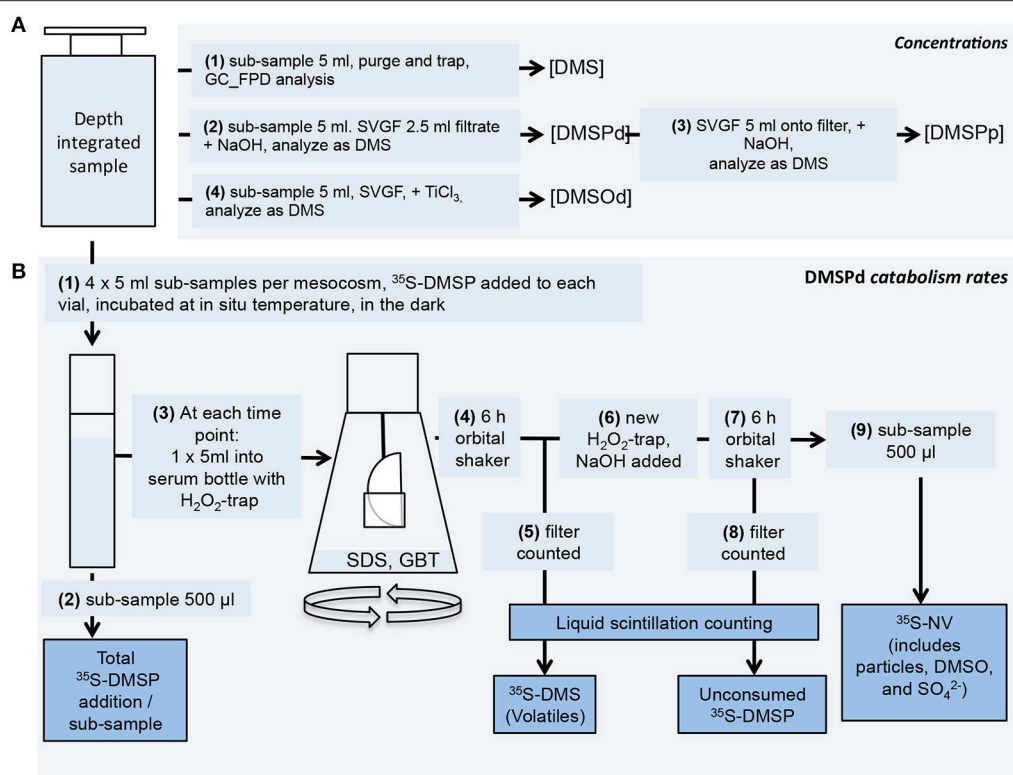 A
Concentrations
Depth
integrated
sample
(1) sub-sample 5 ml, purge and trap,
GC_FPD analysis
[DMS]
(2) sub-sample 5 ml. SVGF 2.5 ml filtrate
+ NaOH, analyze as DMS
[DMSPd]
(3) SVGF 5 ml onto filter, +
NaOH,
analyze as DMS
[DMSPp]
(4) sub-sample 5 ml, SVGF, + TiCl₃,
analyze as DMS
[DMSOd]
B
DMSPd catabolism rates
(1) 4 x 5 ml sub-samples per mesocosm, ³⁵S-DMSP added to each
vial, incubated at in situ temperature, in the dark
(3) At each time
point:
1 x 5ml into
serum bottle with
H₂O₂-trap
SDS, GBT
(4) 6 h
orbital
shaker
(6) new
H₂O₂-trap,
NaOH added
(7) 6 h
orbital
shaker
(9) sub-sample
500 µl
(5) filter
counted
(8) filter
counted
(2) sub-sample 500 µl
Liquid scintillation counting
Total
³⁵S-DMSP
addition /
sub-sample
³⁵S-DMS
(Volatiles)
Unconsumed
³⁵S-DMSP
³⁵S-NV
(includes
particles, DMSO,
and SO₄²⁻)